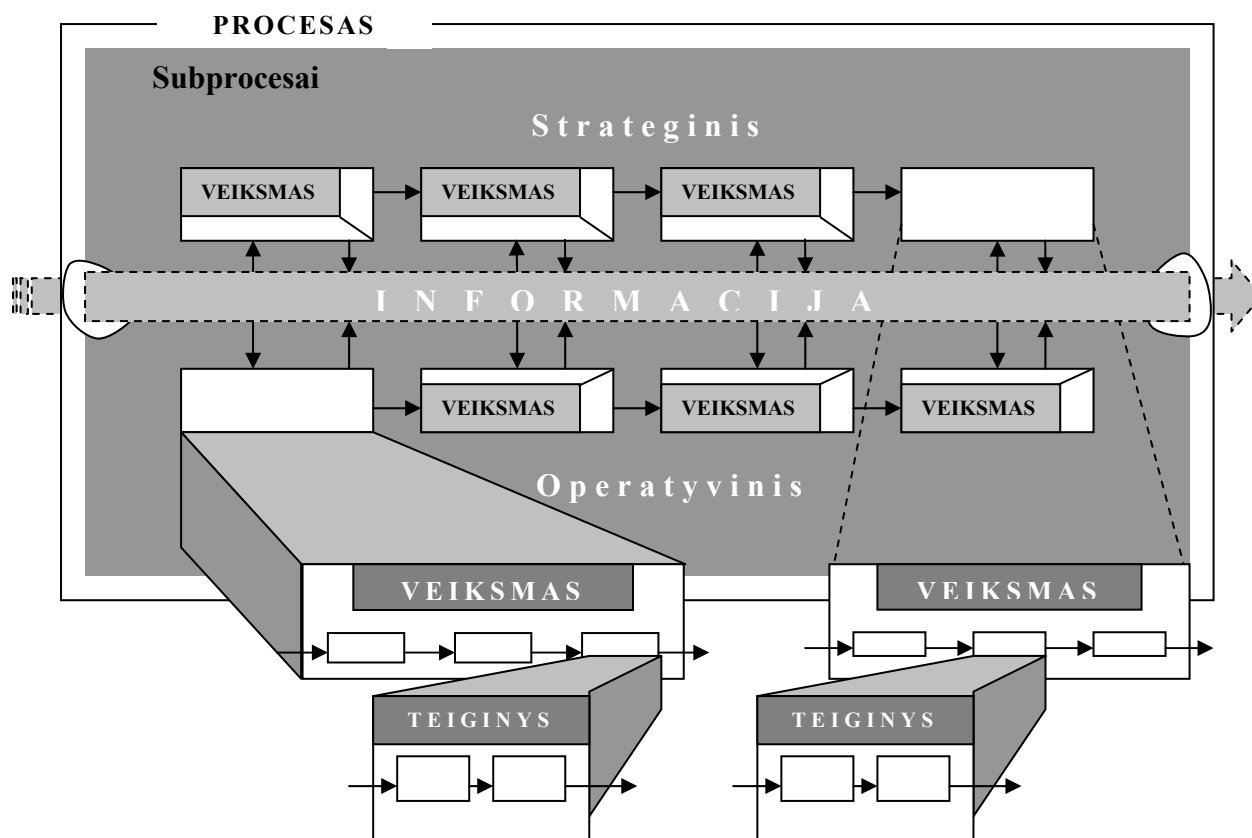 PROCESAS
Subprocesai
Strateginis
VEIKSMAS VEIKSMAS VEIKSMAS
INFORMACIJA
VEIKSMAS VEIKSMAS VEIKSMAS
Operatyvinis
VEIKSMAS VEIKSMAS
TEIGINYS TEIGINYS